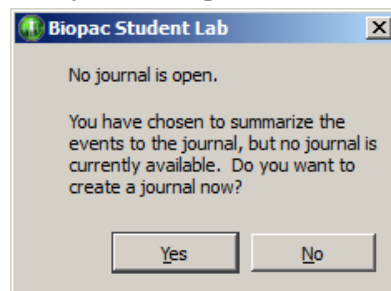 Biopac Student Lab
No journal is open.
You have chosen to summarize the
events to the journal, but no journal is
currently available. Do you want to
create a journal now?
Yes
No